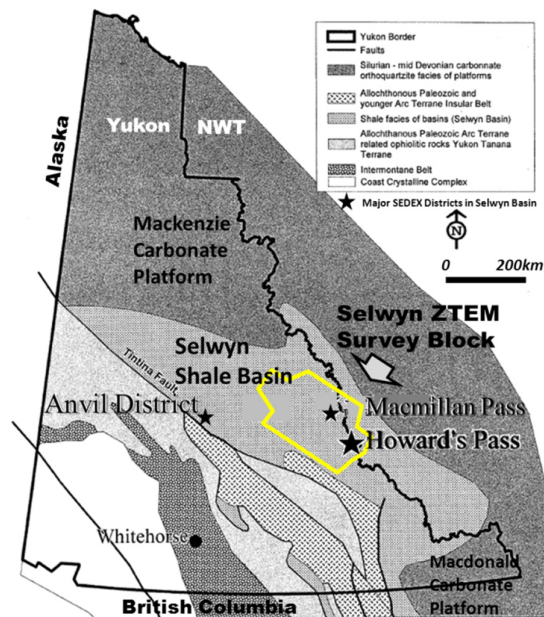 Yukon Border
Faults
Silurian - mid Devonian carbonnate
orthoquartzite facies of platforms
Allochthonous Paleozoic and
younger Arc Terrane Insular Belt
Shale facies of basins (Selwyn Basin)
Allochthanous Paleozoic Arc Terrane
related ophiolitic rocks Yukon Tanana
Terrane
Intermontane Belt
Coast Crystalline Complex
Major SEDEX Districts in Selwyn Basin
N
0 200km
Alaska
Yukon
NWT
Mackenzie
Carbonate
Platform
Selwyn ZTEM
Survey Block
Selwyn
Shale Basin
Tintina Fault
Anvil District
Macmillan Pass
Howard's Pass
Whitehorse
Macdonald
Carbonate
Platform
British Columbia